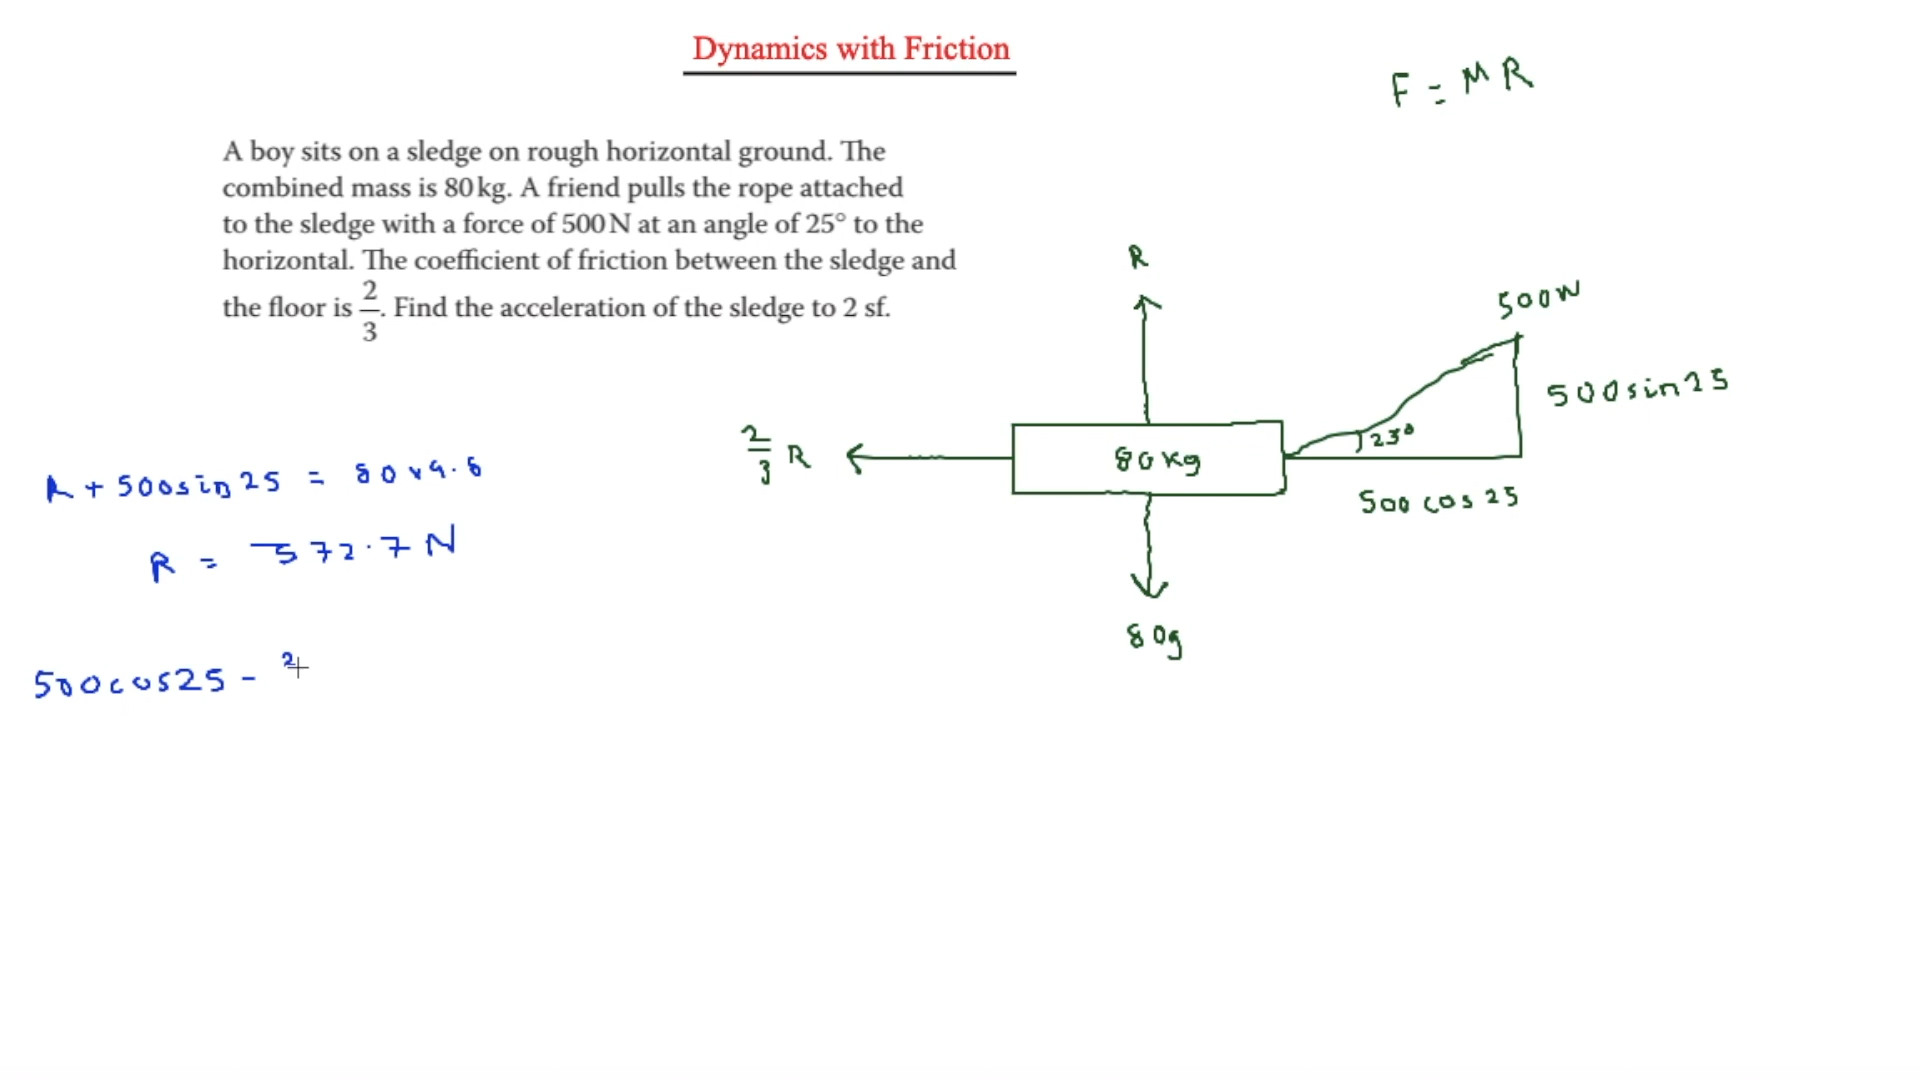 Dynamics with Friction
F = M R
A boy sits on a sledge on rough horizontal ground. The
combined mass is 80 kg. A friend pulls the rope attached
to the sledge with a force of 500 N at an angle of 25° to the
horizontal. The coefficient of friction between the sledge and
the floor is 2/3. Find the acceleration of the sledge to 2 sf.
R
500N
500sin25
2/3 R
80kg
25°
500 cos 25
80g
R + 500sin25 = 80×9.8
R = 572.7 N
500cos25 - 2